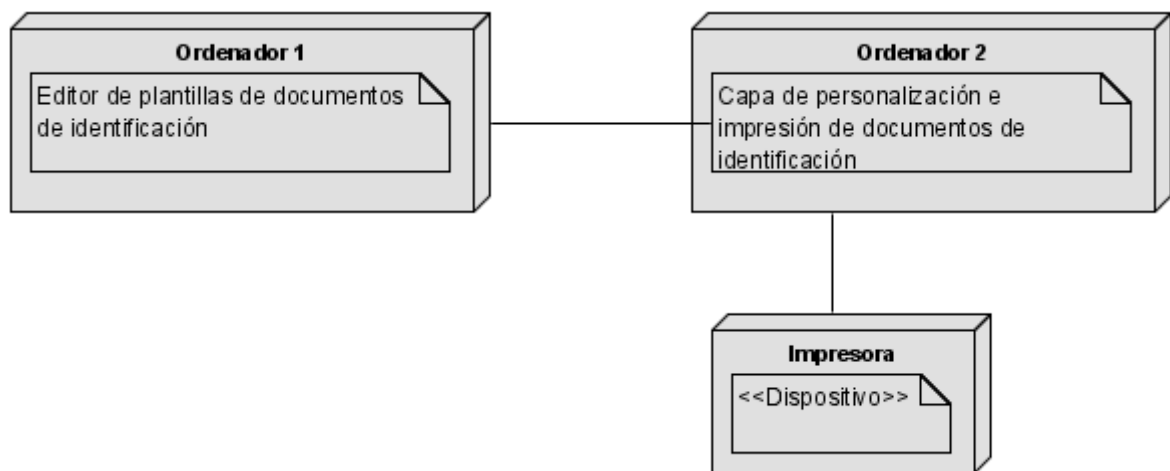 Ordenador 1
Editor de plantillas de documentos
de identificación
Ordenador 2
Capa de personalización e
impresión de documentos de
identificación
Impresora
<<Dispositivo>>